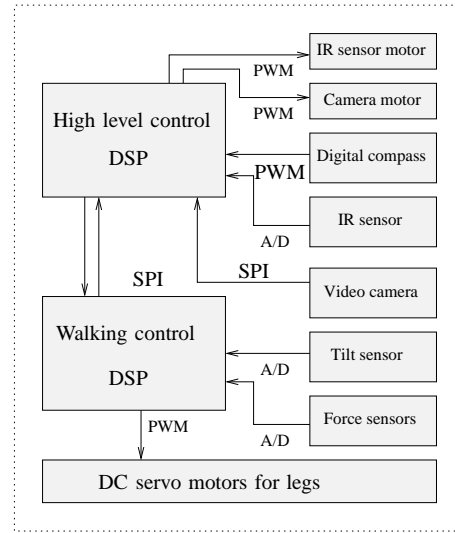 IR sensor motor
PWM
Camera motor
PWM
High level control
DSP
Digital compass
PWM
IR sensor
A/D
SPI
SPI
Video camera
Walking control
DSP
Tilt sensor
A/D
Force sensors
A/D
PWM
DC servo motors for legs